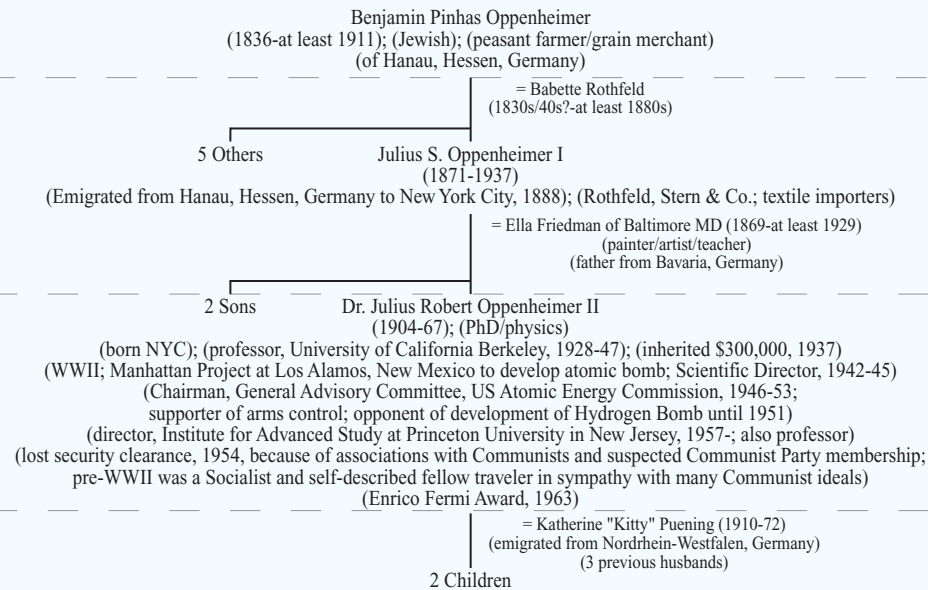 Benjamin Pinhas Oppenheimer
(1836-at least 1911); (Jewish); (peasant farmer/grain merchant)
(of Hanau, Hessen, Germany)
= Babette Rothfeld
(1830s/40s?-at least 1880s)
5 Others
Julius S. Oppenheimer I
(1871-1937)
(Emigrated from Hanau, Hessen, Germany to New York City, 1888); (Rothfeld, Stern & Co.; textile importers)
= Ella Friedman of Baltimore MD (1869-at least 1929)
(painter/artist/teacher)
(father from Bavaria, Germany)
2 Sons
Dr. Julius Robert Oppenheimer II
(1904-67); (PhD/physics)
(born NYC); (professor, University of California Berkeley, 1928-47); (inherited $300,000, 1937)
(WWII; Manhattan Project at Los Alamos, New Mexico to develop atomic bomb; Scientific Director, 1942-45)
(Chairman, General Advisory Committee, US Atomic Energy Commission, 1946-53;
supporter of arms control; opponent of development of Hydrogen Bomb until 1951)
(director, Institute for Advanced Study at Princeton University in New Jersey, 1957-; also professor)
(lost security clearance, 1954, because of associations with Communists and suspected Communist Party membership;
pre-WWII was a Socialist and self-described fellow traveler in sympathy with many Communist ideals)
(Enrico Fermi Award, 1963)
= Katherine "Kitty" Puening (1910-72)
(emigrated from Nordrhein-Westfalen, Germany)
(3 previous husbands)
2 Children